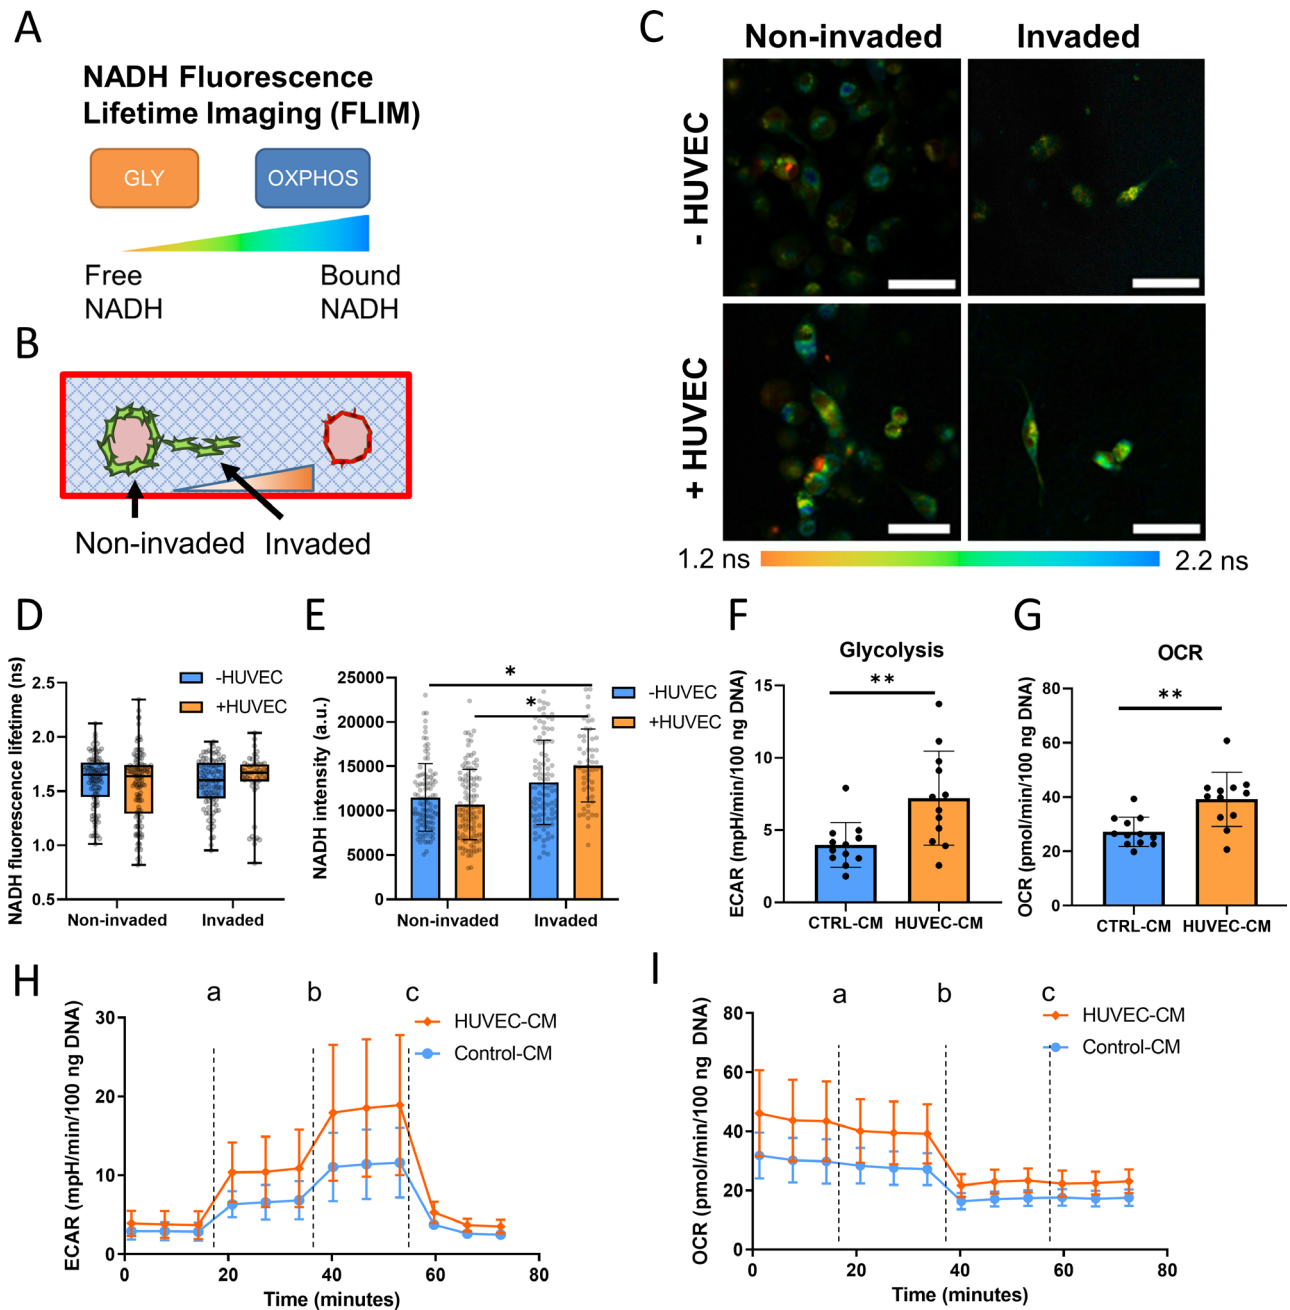 A
NADH Fluorescence
Lifetime Imaging (FLIM)
GLY
OXPHOS
Free
NADH
Bound
NADH
B
Non-invaded
Invaded
C
Non-invaded
Invaded
- HUVEC
+ HUVEC
1.2 ns
2.2 ns
D
NADH fluorescence lifetime (ns)
2.5
2.0
1.5
1.0
0.5
-HUVEC
+HUVEC
Non-invaded
Invaded
E
NADH intensity (a.u.)
25000
20000
15000
10000
5000
0
*
*
-HUVEC
+HUVEC
Non-invaded
Invaded
F
Glycolysis
ECAR (mpH/min/100 ng DNA)
15
10
5
0
**
CTRL-CM
HUVEC-CM
G
OCR
OCR (pmol/min/100 ng DNA)
80
60
40
20
0
**
CTRL-CM
HUVEC-CM
H
ECAR (mpH/min/100 ng DNA)
30
20
10
0
a
b
c
HUVEC-CM
Control-CM
0
20
40
60
80
Time (minutes)
I
OCR (pmol/min/100 ng DNA)
80
60
40
20
0
a
b
c
HUVEC-CM
Control-CM
0
20
40
60
80
Time (minutes)